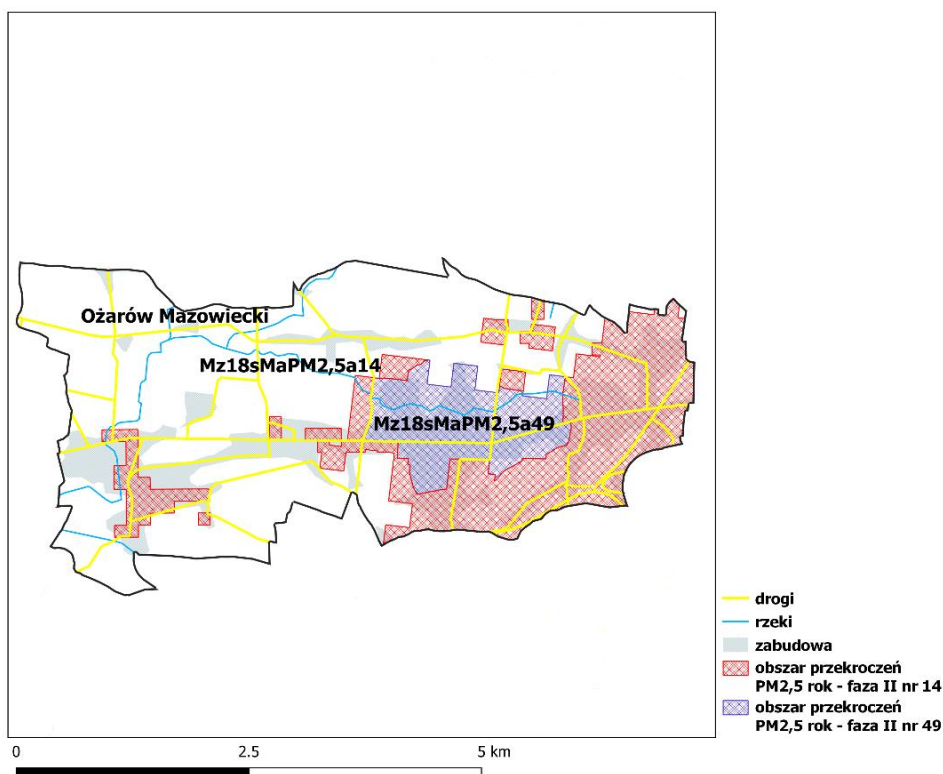 Ożarów Mazowiecki
Mz18sMaPM2,5a14
Mz18sMaPM2,5a49
drogi
rzeki
zabudowa
obszar przekroczeń
PM2,5 rok - faza II nr 14
obszar przekroczeń
PM2,5 rok - faza II nr 49
0 2.5 5 km